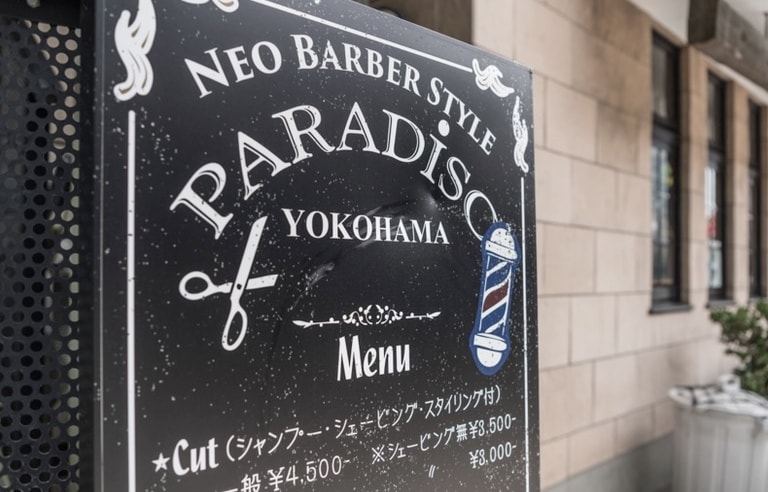 NEO BARBER STYLE
PARADiSO
YOKOHAMA
Menu
★Cut (シャンプー・シェービング・スタイリング付)
一般 ¥4,500- ※シェービング無¥3,500-
〃 ¥3,000-